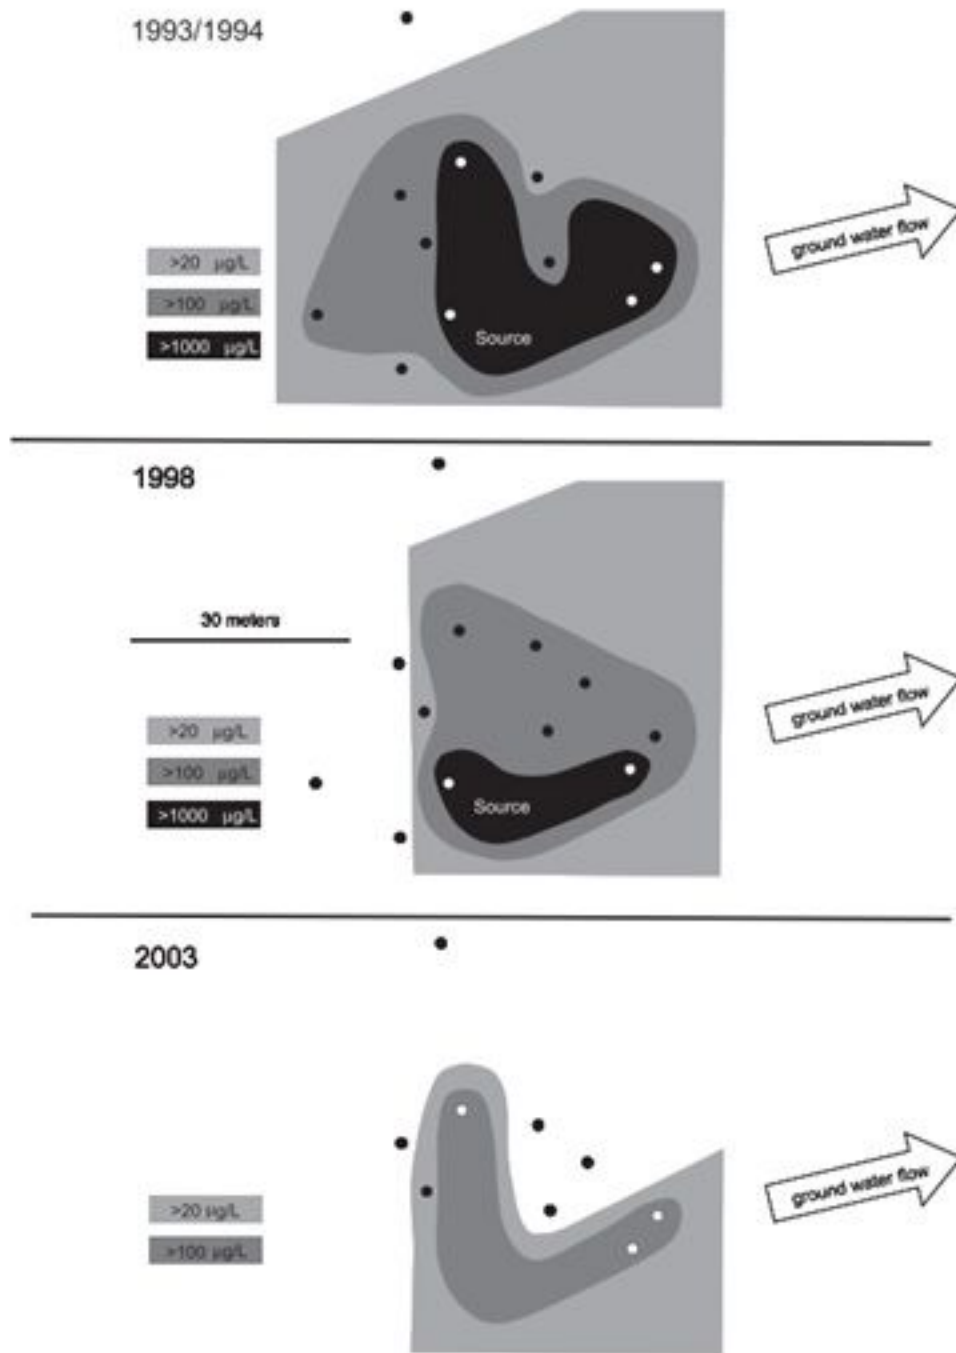 1993/1994
ground water flow
>20 µg/L
>100 µg/L
>1000 µg/L
Source
1998
30 meters
ground water flow
>20 µg/L
>100 µg/L
>1000 µg/L
Source
2003
ground water flow
>20 µg/L
>100 µg/L